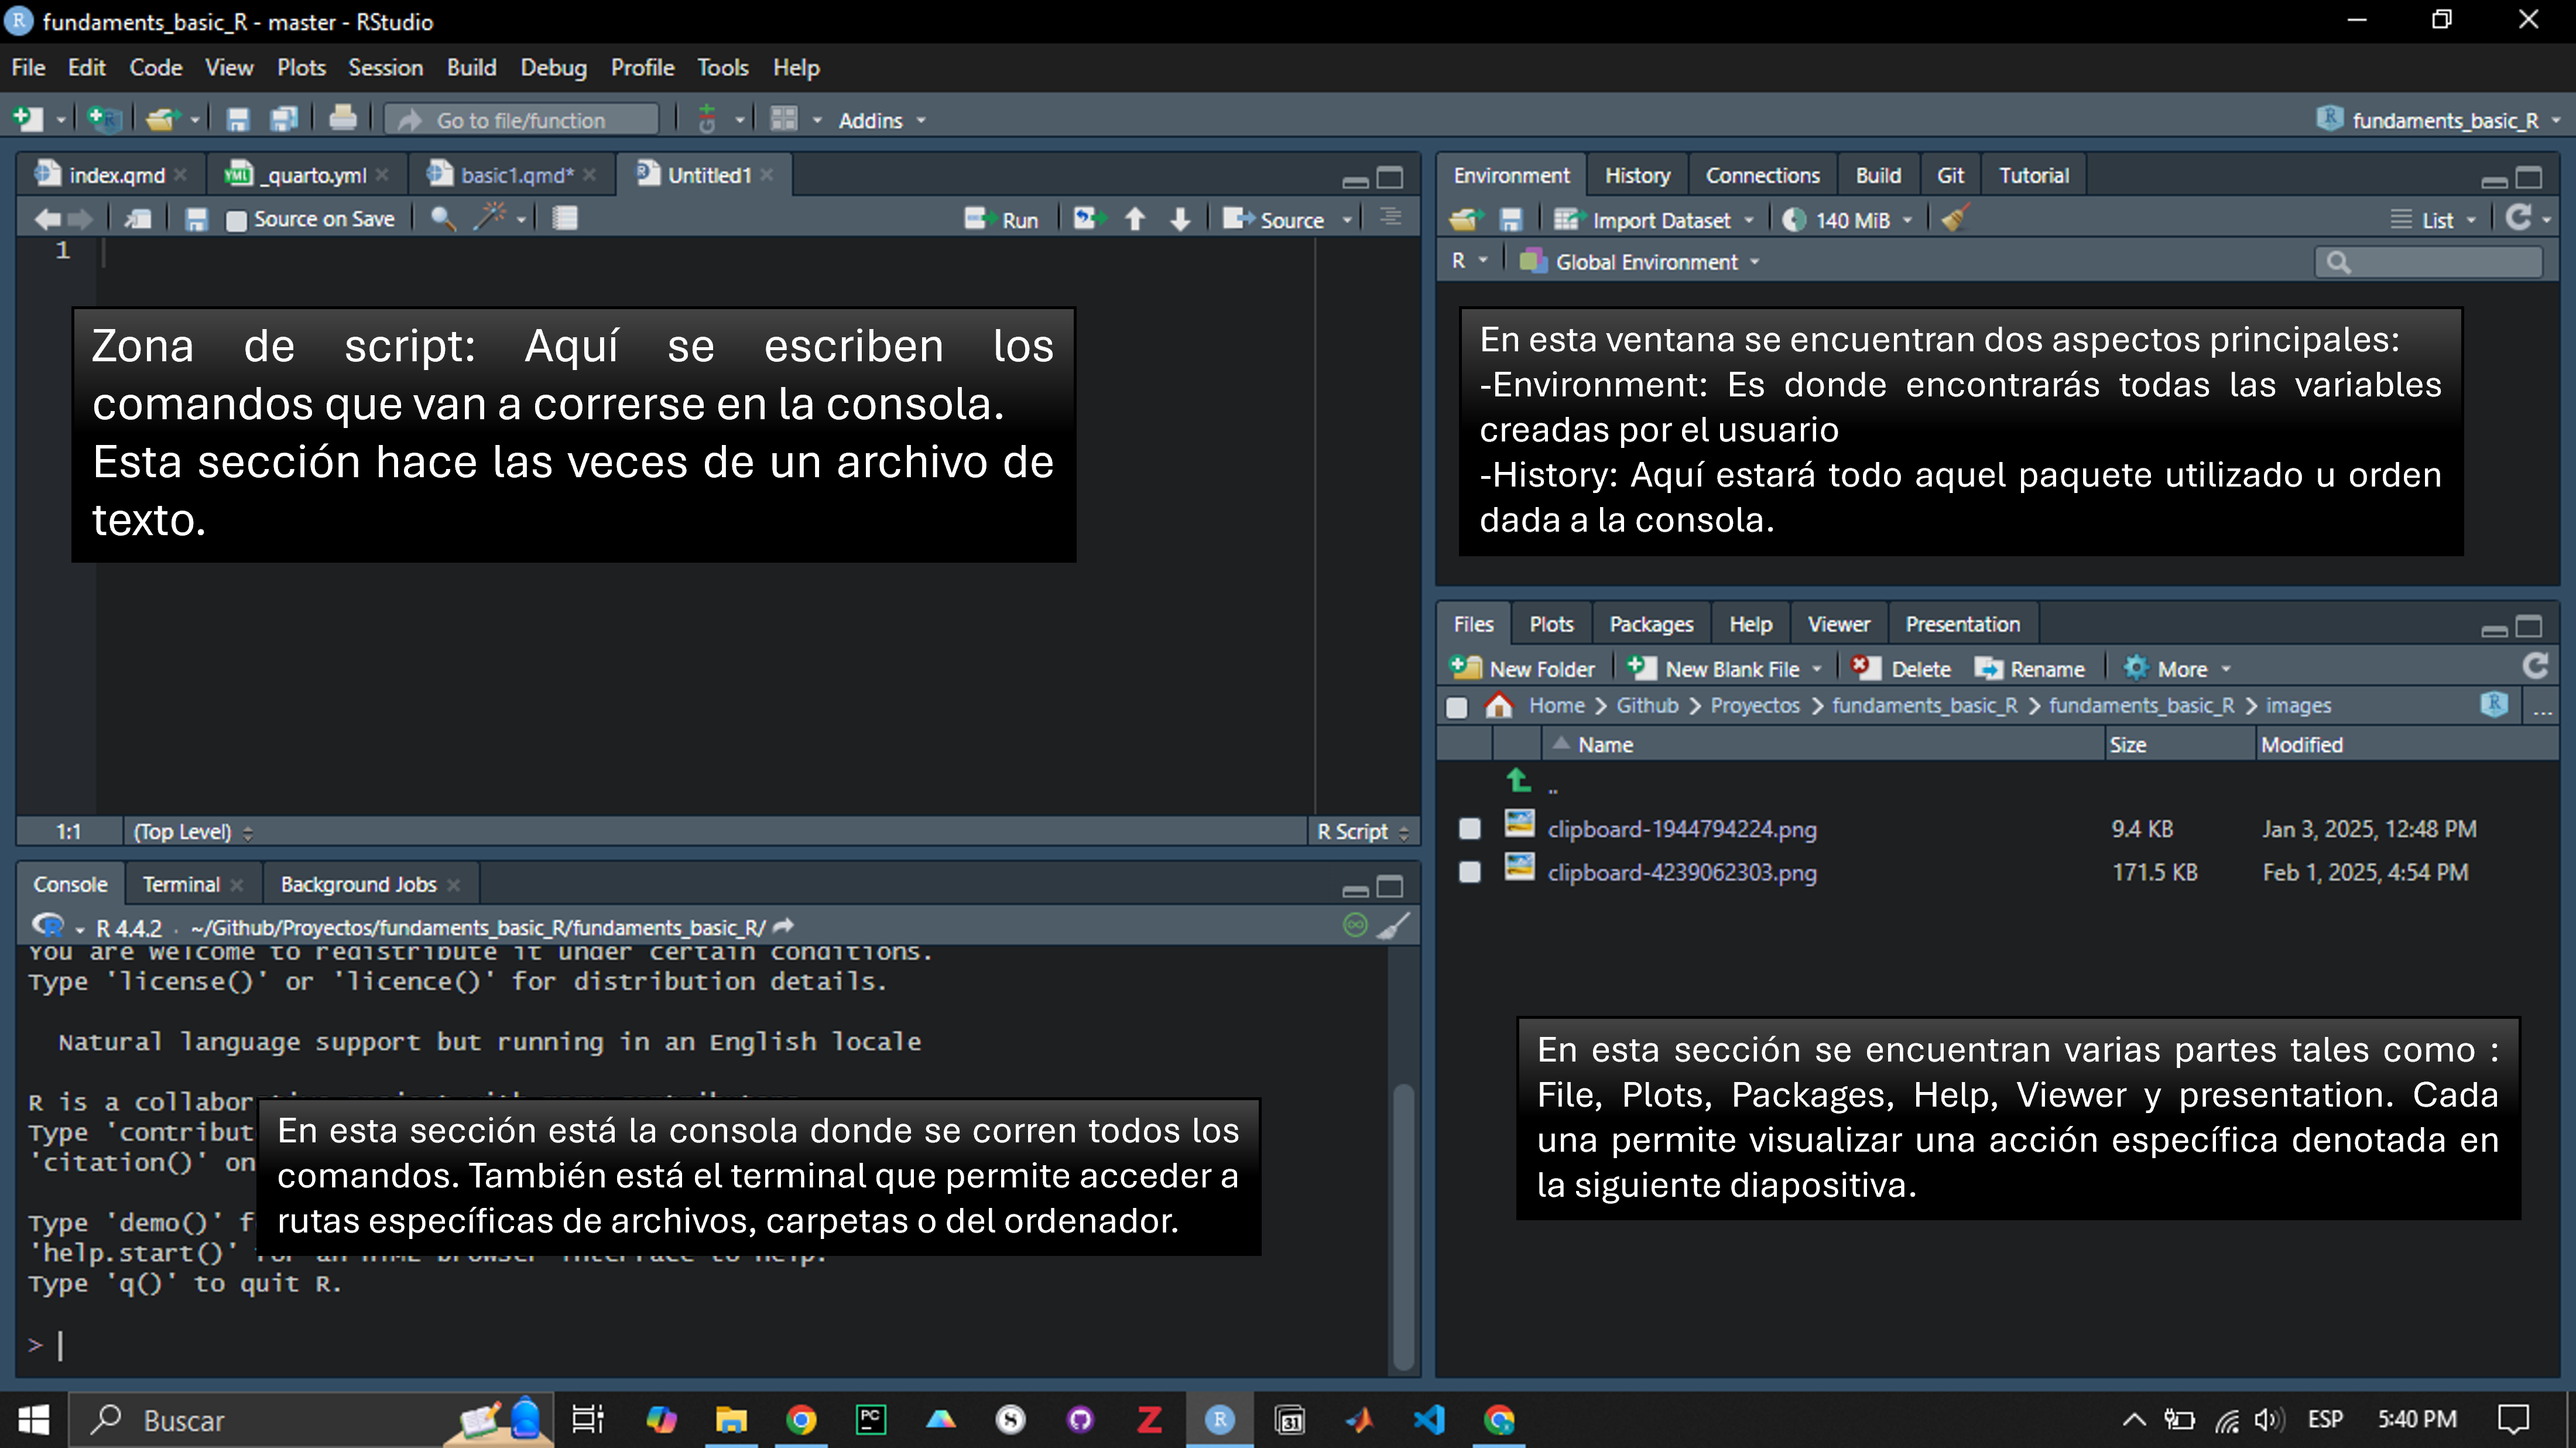 fundaments_basic_R - master - RStudio
File Edit Code View Plots Session Build Debug Profile Tools Help
Go to file/function Addins fundaments_basic_R
index.qmd _quarto.yml basic1.qmd* Untitled1
Source on Save Run Source
1
Zona de script: Aquí se escriben los
comandos que van a correrse en la consola.
Esta sección hace las veces de un archivo de
texto.
1:1 (Top Level) R Script
Environment History Connections Build Git Tutorial
Import Dataset 140 MiB List
R Global Environment
En esta ventana se encuentran dos aspectos principales:
-Environment: Es donde encontrarás todas las variables
creadas por el usuario
-History: Aquí estará todo aquel paquete utilizado u orden
dada a la consola.
Console Terminal Background Jobs
R 4.4.2 · ~/Github/Proyectos/fundaments_basic_R/fundaments_basic_R/
You are welcome to redistribute it under certain conditions.
Type 'license()' or 'licence()' for distribution details.
Natural language support but running in an English locale
R is a collabor
Type 'contribut
'citation()' on
Type 'demo()' f
'help.start()' for an HTML browser interface to help.
Type 'q()' to quit R.
>
En esta sección está la consola donde se corren todos los
comandos. También está el terminal que permite acceder a
rutas específicas de archivos, carpetas o del ordenador.
Files Plots Packages Help Viewer Presentation
New Folder New Blank File Delete Rename More
Home Github Proyectos fundaments_basic_R fundaments_basic_R images ...
Name Size Modified
..
clipboard-1944794224.png 9.4 KB Jan 3, 2025, 12:48 PM
clipboard-4239062303.png 171.5 KB Feb 1, 2025, 4:54 PM
En esta sección se encuentran varias partes tales como :
File, Plots, Packages, Help, Viewer y presentation. Cada
una permite visualizar una acción específica denotada en
la siguiente diapositiva.
Buscar ESP 5:40 PM